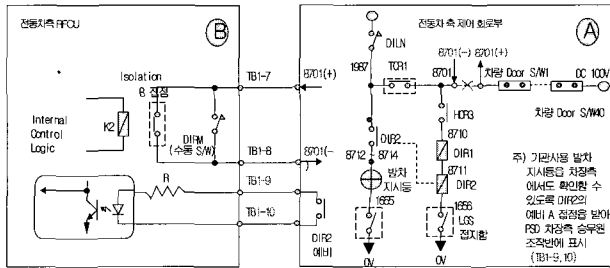 전동차측 RFCU
B
Isolation
B 접점
Internal
Control
Logic
K2
DIRM
(수동 S/W)
R
TB1-7
TB1-8
TB1-9
TB1-10
8701(+)
8701(-)
DIR2
예비
전동차 측 제어 회로부
A
DILN
1987
TCR1
8701
8701(-)
8701(+)
차량 Door S/W1
DC 100V
차량 Door S/W40
HDR3
8710
DIR1
8711
DIR2
DIR2
8712
8714
발차
지시등
1655
1656
LGS
접지함
0V
0V
주) 기관사용 발차
지시등을 차장측
에서도 확인할 수
있도록 DIR2의
예비 A 접점을 받아
PSD 차장측 승무원
조작반에 표시
(TB1-9,10)